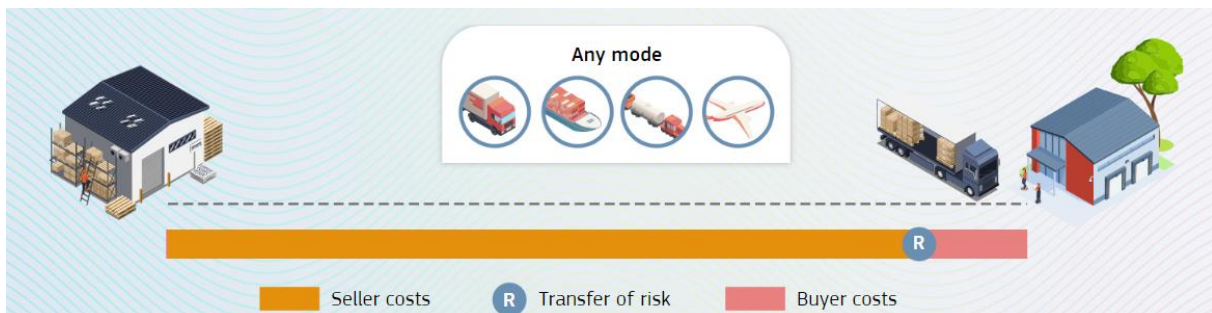 Any mode
R
Seller costs
R Transfer of risk
Buyer costs